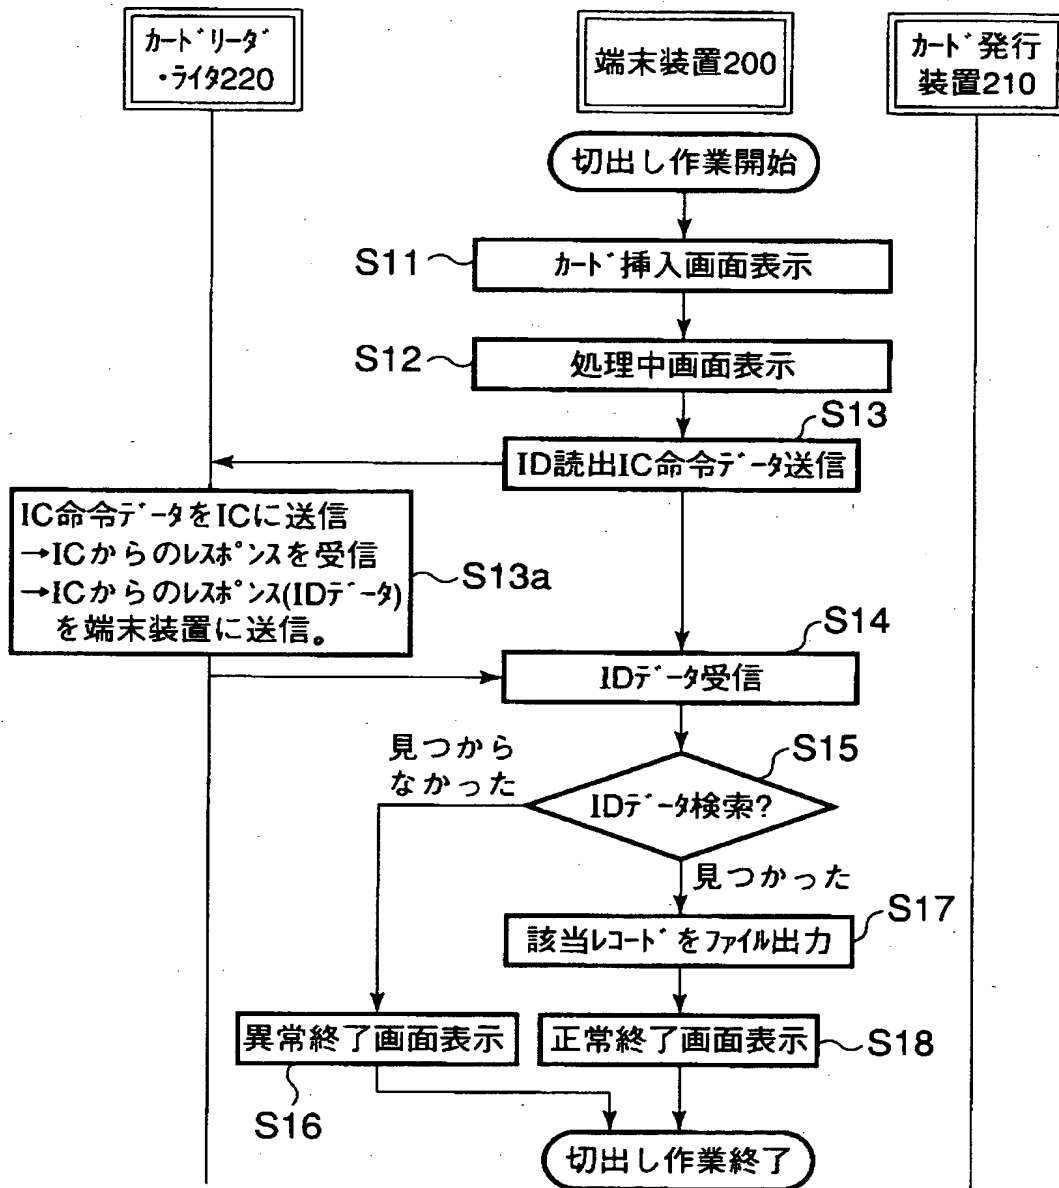 カードリーダ
・ライタ220
端末装置200
カード発行
装置210
切出し作業開始
S11
カード挿入画面表示
S12
処理中画面表示
S13
ID読出IC命令データ送信
IC命令データをICに送信
→ICからのレスポンスを受信
→ICからのレスポンス(IDデータ)
を端末装置に送信。
S13a
S14
IDデータ受信
見つから
なかった
S15
IDデータ検索?
見つかった
S17
該当レコードをファイル出力
異常終了画面表示
正常終了画面表示
S18
S16
切出し作業終了